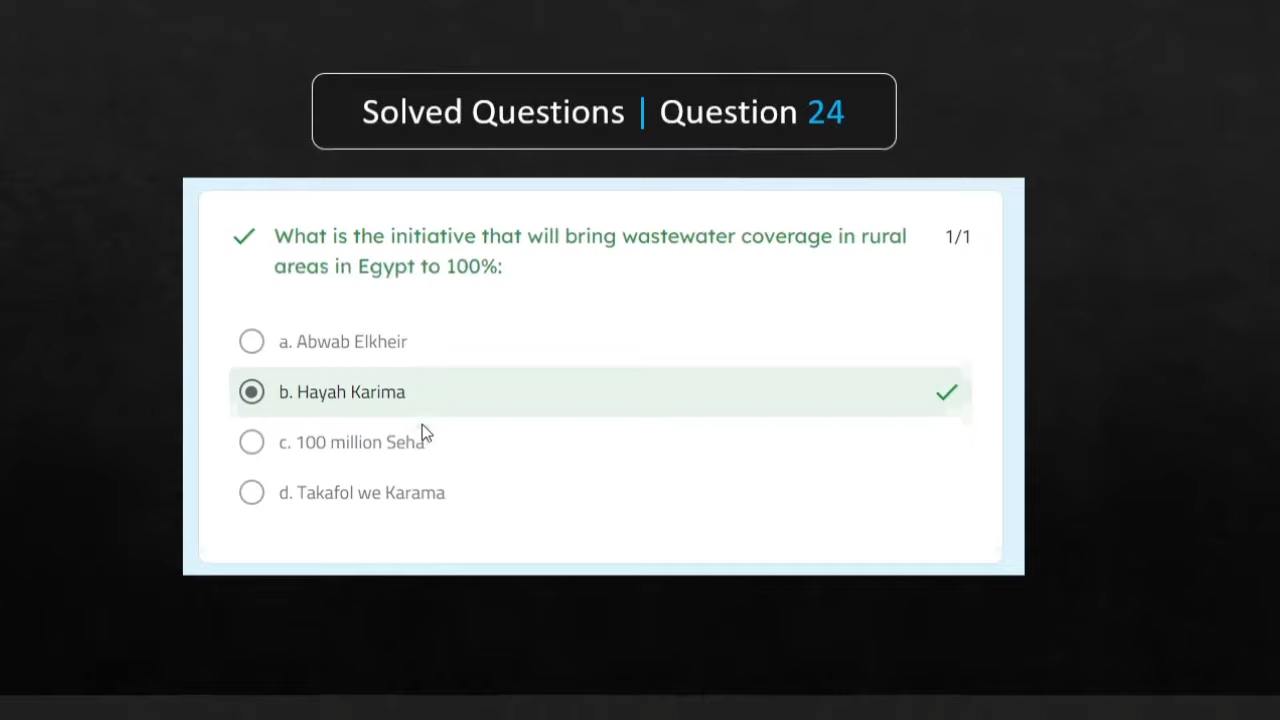 Solved Questions | Question 24
What is the initiative that will bring wastewater coverage in rural 1/1
areas in Egypt to 100%:
a. Abwab Elkheir
b. Hayah Karima
c. 100 million Seha
d. Takafol we Karama